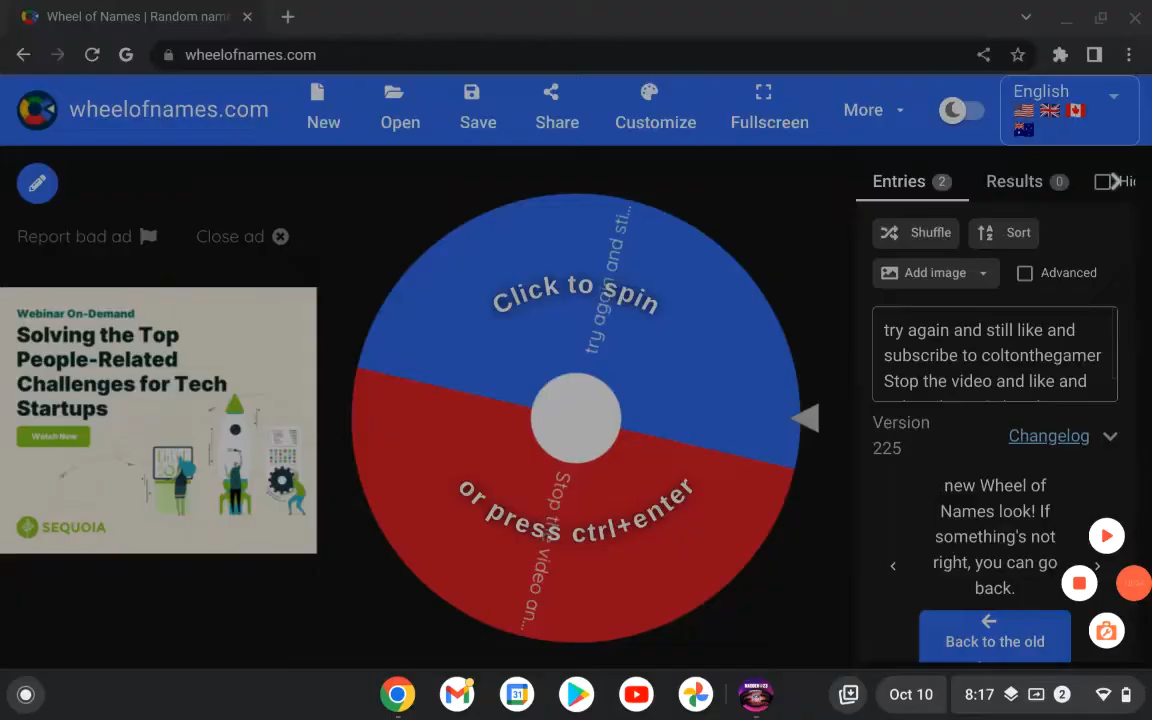 Wheel of Names | Random name
wheelofnames.com
wheelofnames.com
New
Open
Save
Share
Customize
Fullscreen
More
English
Report bad ad
Close ad
Webinar On-Demand
Solving the Top
People-Related
Challenges for Tech
Startups
Watch Now
SEQUOIA
Click to spin
or press ctrl+enter
try again and sti...
Stop the video an...
Entries 2
Results 0
Hi
Shuffle
Sort
Add image
Advanced
try again and still like and
subscribe to coltonthegamer
Stop the video and like and
Version
225
Changelog
new Wheel of
Names look! If
something's not
right, you can go
back.
Back to the old
Oct 10
8:17
2